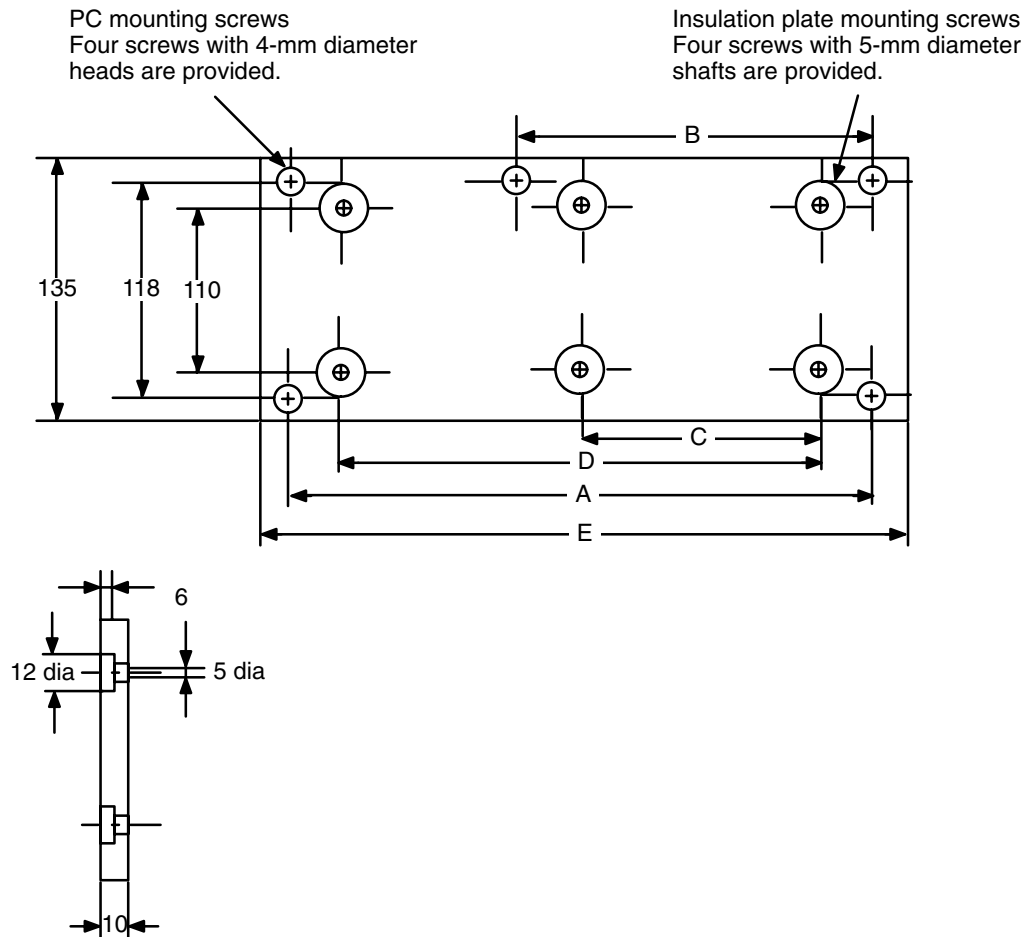 PC mounting screws
Four screws with 4-mm diameter
heads are provided.
Insulation plate mounting screws
Four screws with 5-mm diameter
shafts are provided.
B
135
118
110
C
D
A
E
6
12 dia
5 dia
10